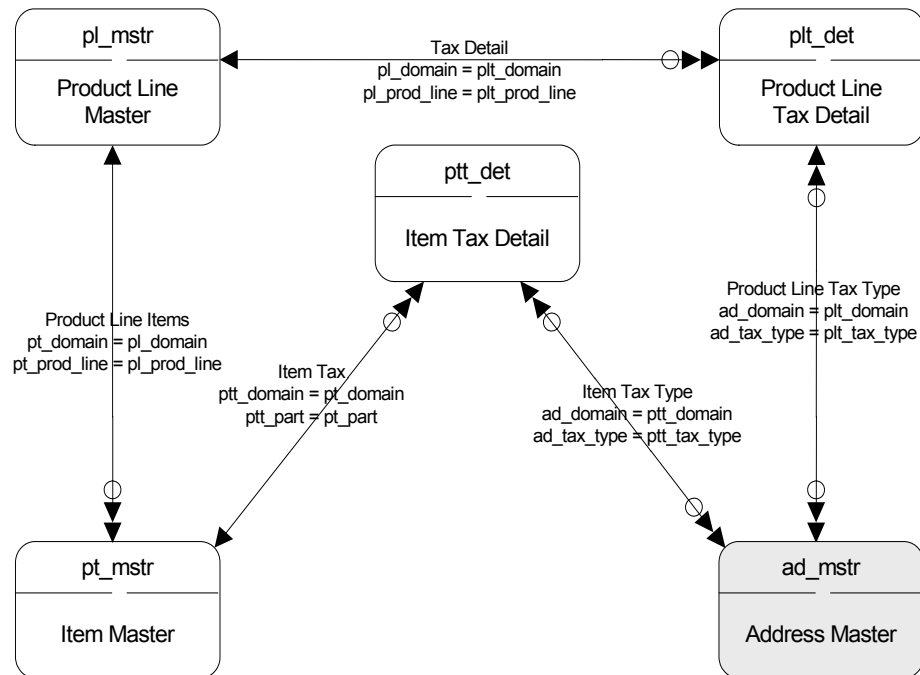 pl_mstr
Product Line
Master
Tax Detail
pl_domain = plt_domain
pl_prod_line = plt_prod_line
plt_det
Product Line
Tax Detail
ptt_det
Item Tax Detail
Product Line Items
pt_domain = pl_domain
pt_prod_line = pl_prod_line
Item Tax
ptt_domain = pt_domain
ptt_part = pt_part
Item Tax Type
ad_domain = ptt_domain
ad_tax_type = ptt_tax_type
Product Line Tax Type
ad_domain = plt_domain
ad_tax_type = plt_tax_type
pt_mstr
Item Master
ad_mstr
Address Master